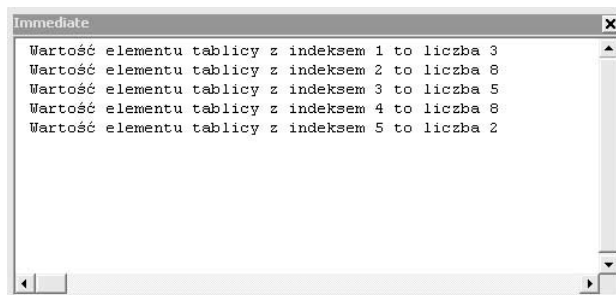 Immediate
Wartość elementu tablicy z indeksem 1 to liczba 3
Wartość elementu tablicy z indeksem 2 to liczba 8
Wartość elementu tablicy z indeksem 3 to liczba 5
Wartość elementu tablicy z indeksem 4 to liczba 8
Wartość elementu tablicy z indeksem 5 to liczba 2